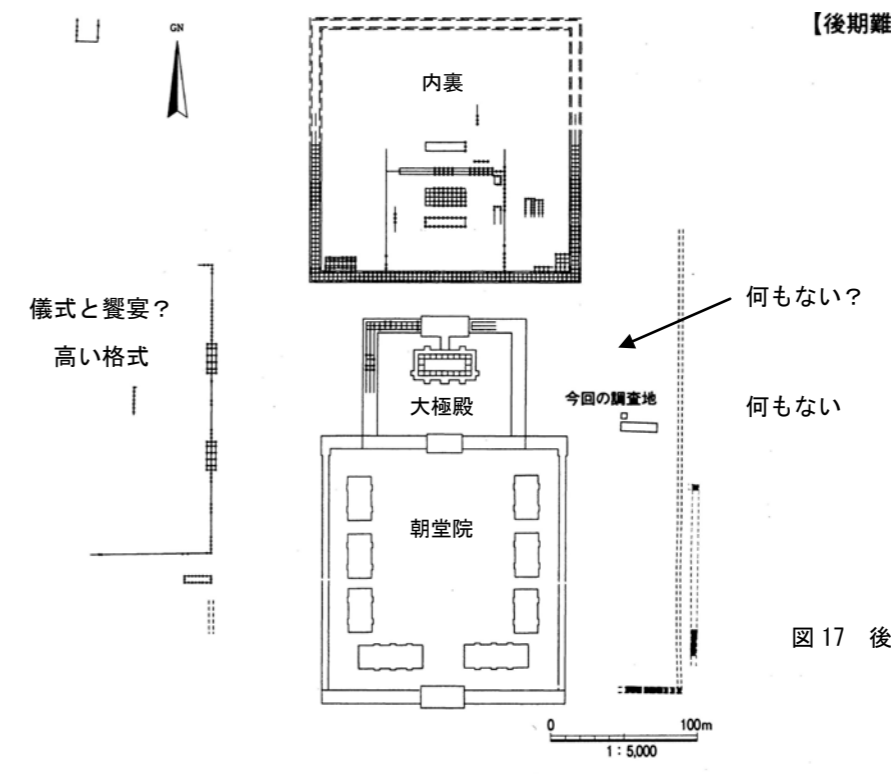 【後期難
GN
内裏
儀式と饗宴？
高い格式
何もない？
今回の調査地
大極殿
何もない
朝堂院
図 17 後
0 100m
1：5,000